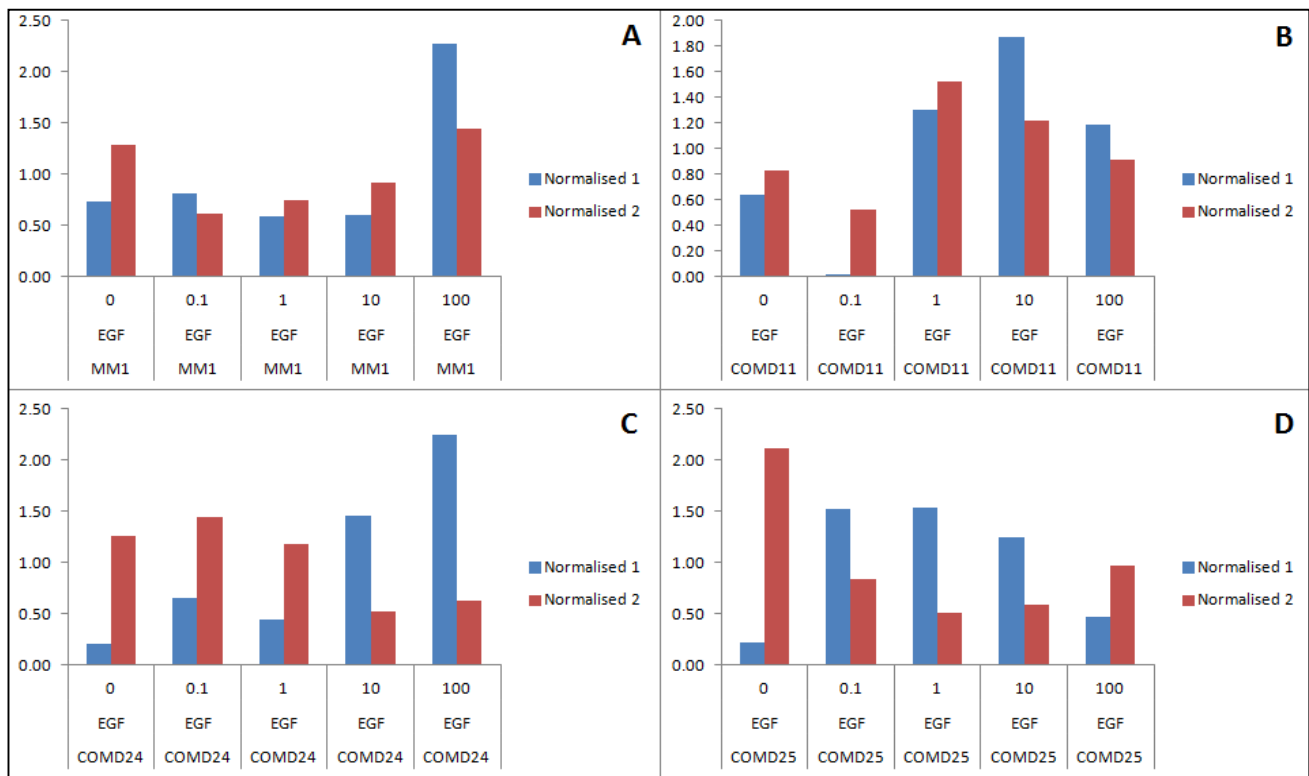 A
2.50
2.00
1.50
1.00
0.50
0.00
0 0.1 1 10 100
EGF EGF EGF EGF EGF
MM1 MM1 MM1 MM1 MM1
Normalised 1
Normalised 2
B
2.00
1.80
1.60
1.40
1.20
1.00
0.80
0.60
0.40
0.20
0.00
0 0.1 1 10 100
EGF EGF EGF EGF EGF
COMD11 COMD11 COMD11 COMD11 COMD11
Normalised 1
Normalised 2
C
2.50
2.00
1.50
1.00
0.50
0.00
0 0.1 1 10 100
EGF EGF EGF EGF EGF
COMD24 COMD24 COMD24 COMD24 COMD24
Normalised 1
Normalised 2
D
2.50
2.00
1.50
1.00
0.50
0.00
0 0.1 1 10 100
EGF EGF EGF EGF EGF
COMD25 COMD25 COMD25 COMD25 COMD25
Normalised 1
Normalised 2